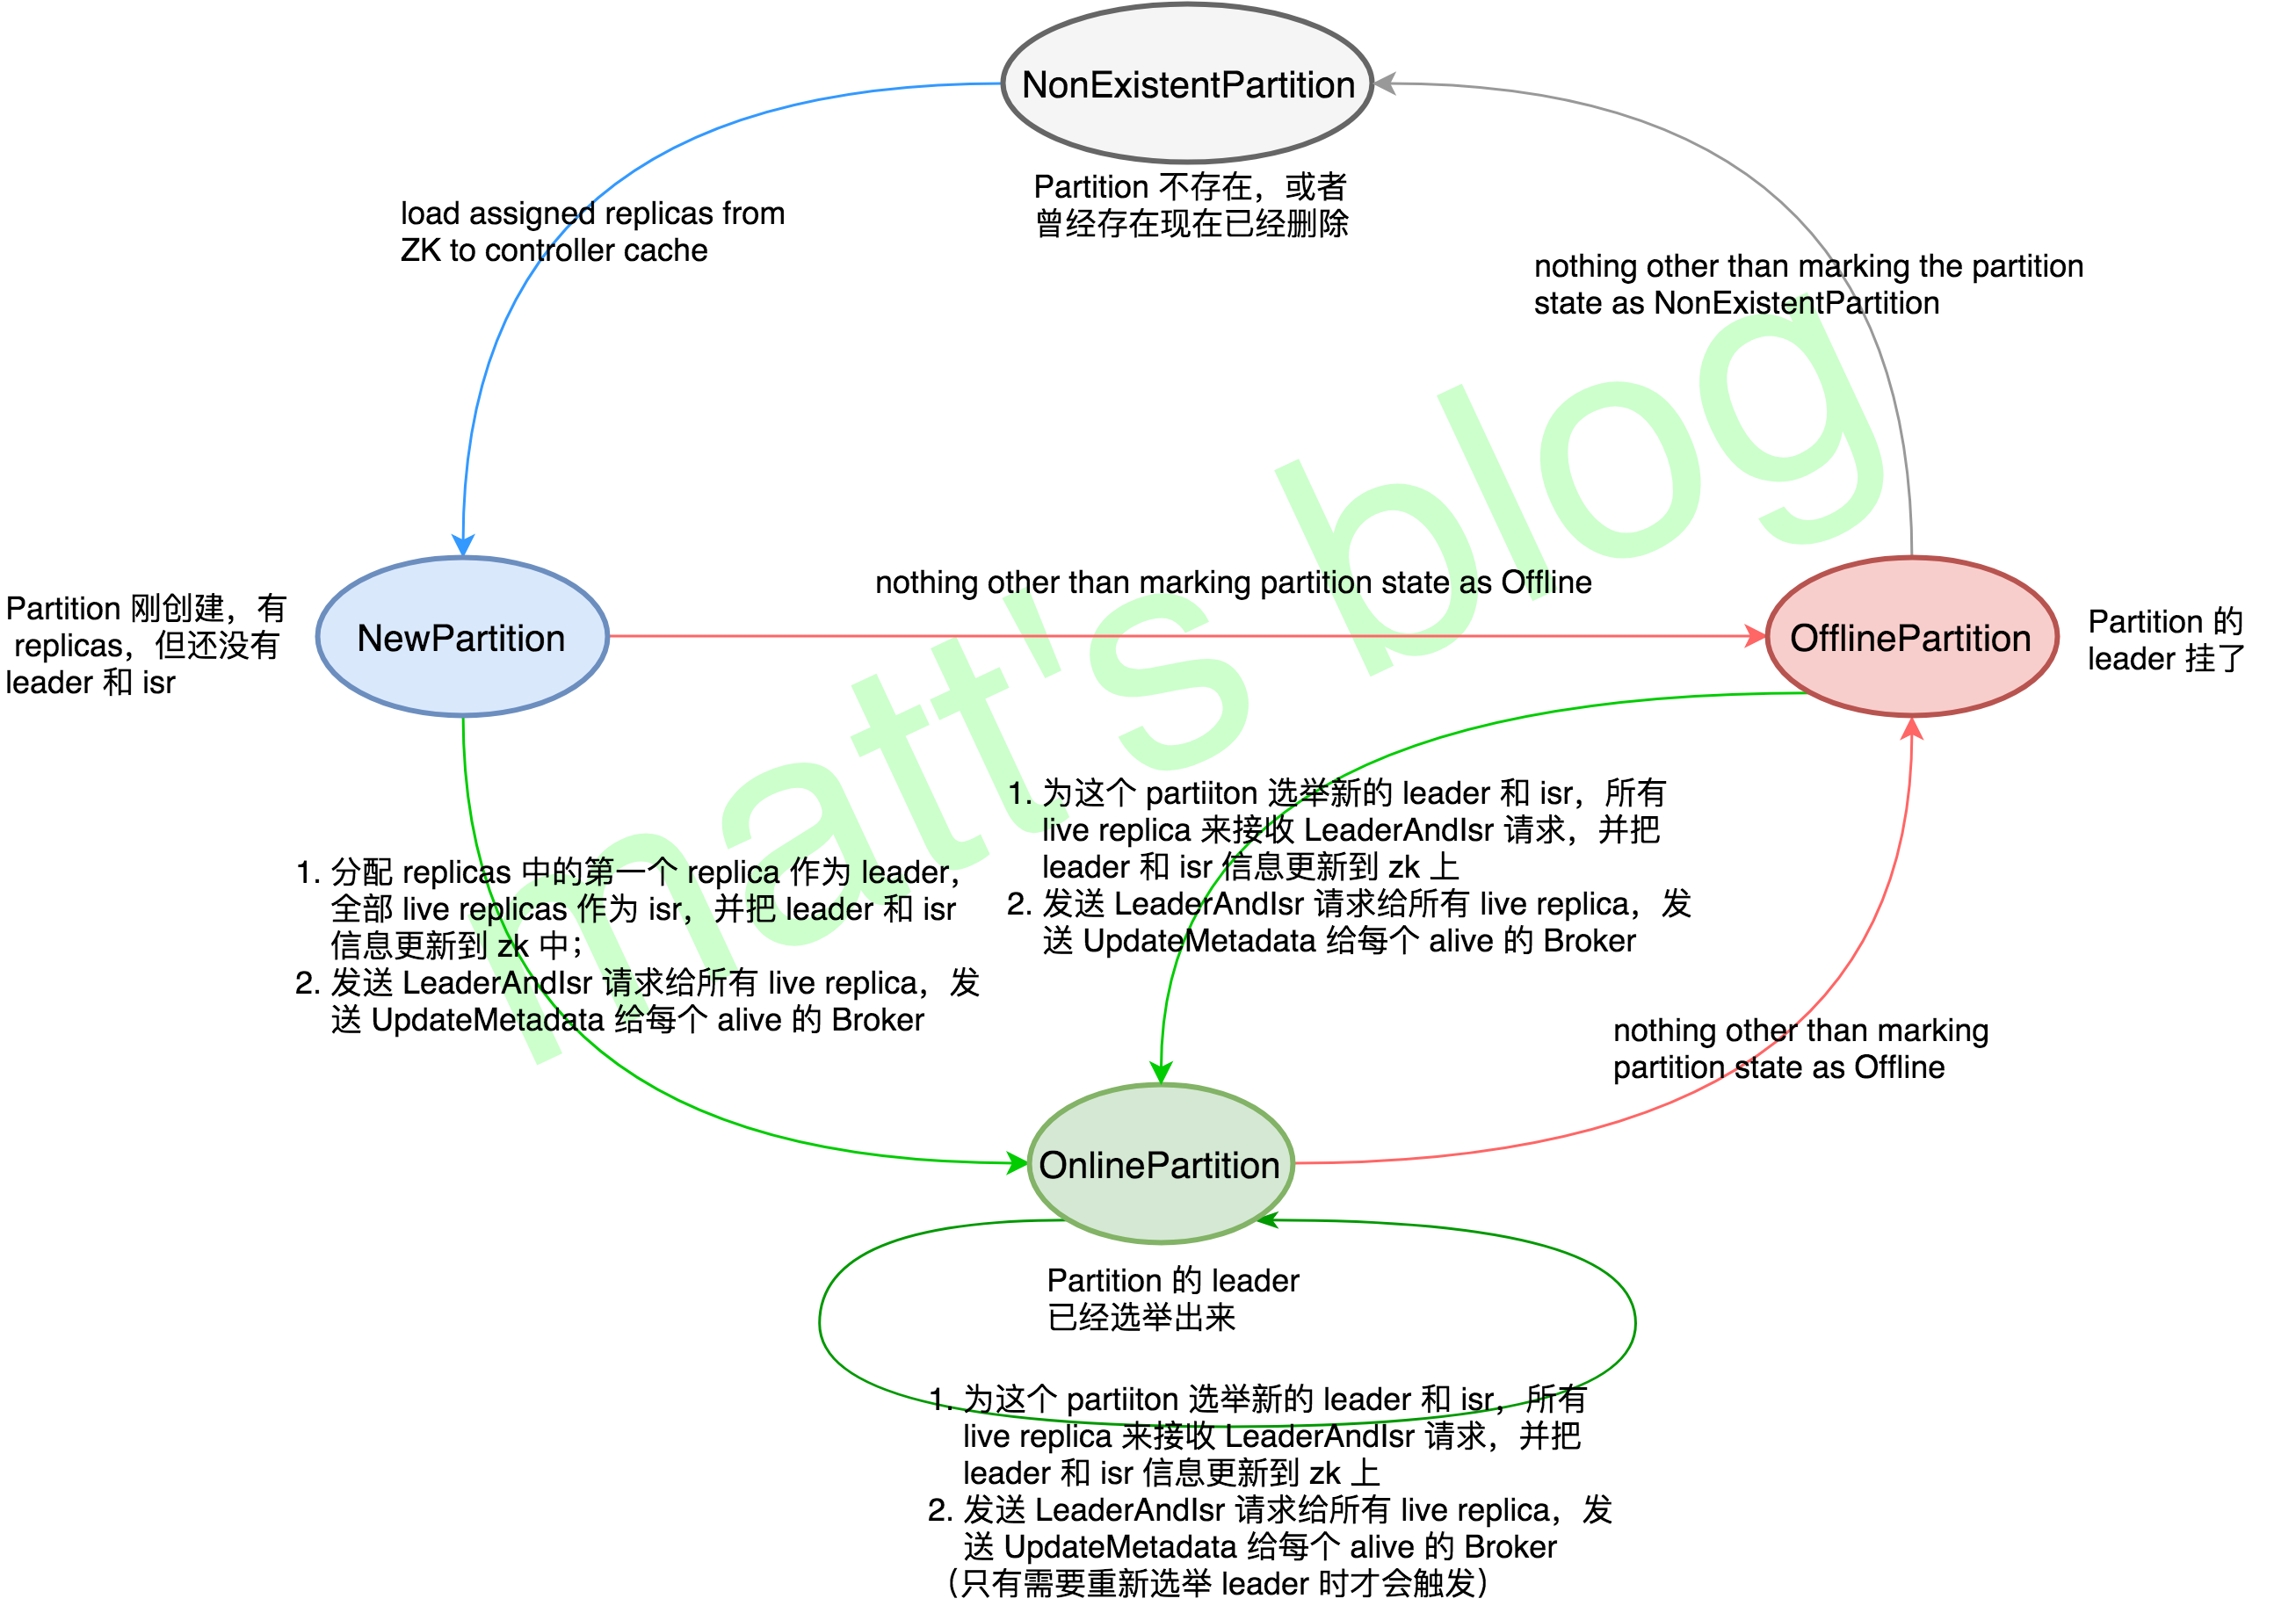 NonExistentPartition
Partition 不存在，或者
曾经存在现在已经删除
load assigned replicas from
ZK to controller cache
nothing other than marking the partition
state as NonExistentPartition
nothing other than marking partition state as Offline
Partition 刚创建，有
replicas，但还没有
leader 和 isr
NewPartition
OfflinePartition
Partition 的
leader 挂了
1. 为这个 partiiton 选举新的 leader 和 isr，所有
live replica 来接收 LeaderAndIsr 请求，并把
leader 和 isr 信息更新到 zk 上
2. 发送 LeaderAndIsr 请求给所有 live replica，发
送 UpdateMetadata 给每个 alive 的 Broker
1. 分配 replicas 中的第一个 replica 作为 leader，
全部 live replicas 作为 isr，并把 leader 和 isr
信息更新到 zk 中；
2. 发送 LeaderAndIsr 请求给所有 live replica，发
送 UpdateMetadata 给每个 alive 的 Broker
nothing other than marking
partition state as Offline
OnlinePartition
Partition 的 leader
已经选举出来
1. 为这个 partiiton 选举新的 leader 和 isr，所有
live replica 来接收 LeaderAndIsr 请求，并把
leader 和 isr 信息更新到 zk 上
2. 发送 LeaderAndIsr 请求给所有 live replica，发
送 UpdateMetadata 给每个 alive 的 Broker
（只有需要重新选举 leader 时才会触发）
matt's blog